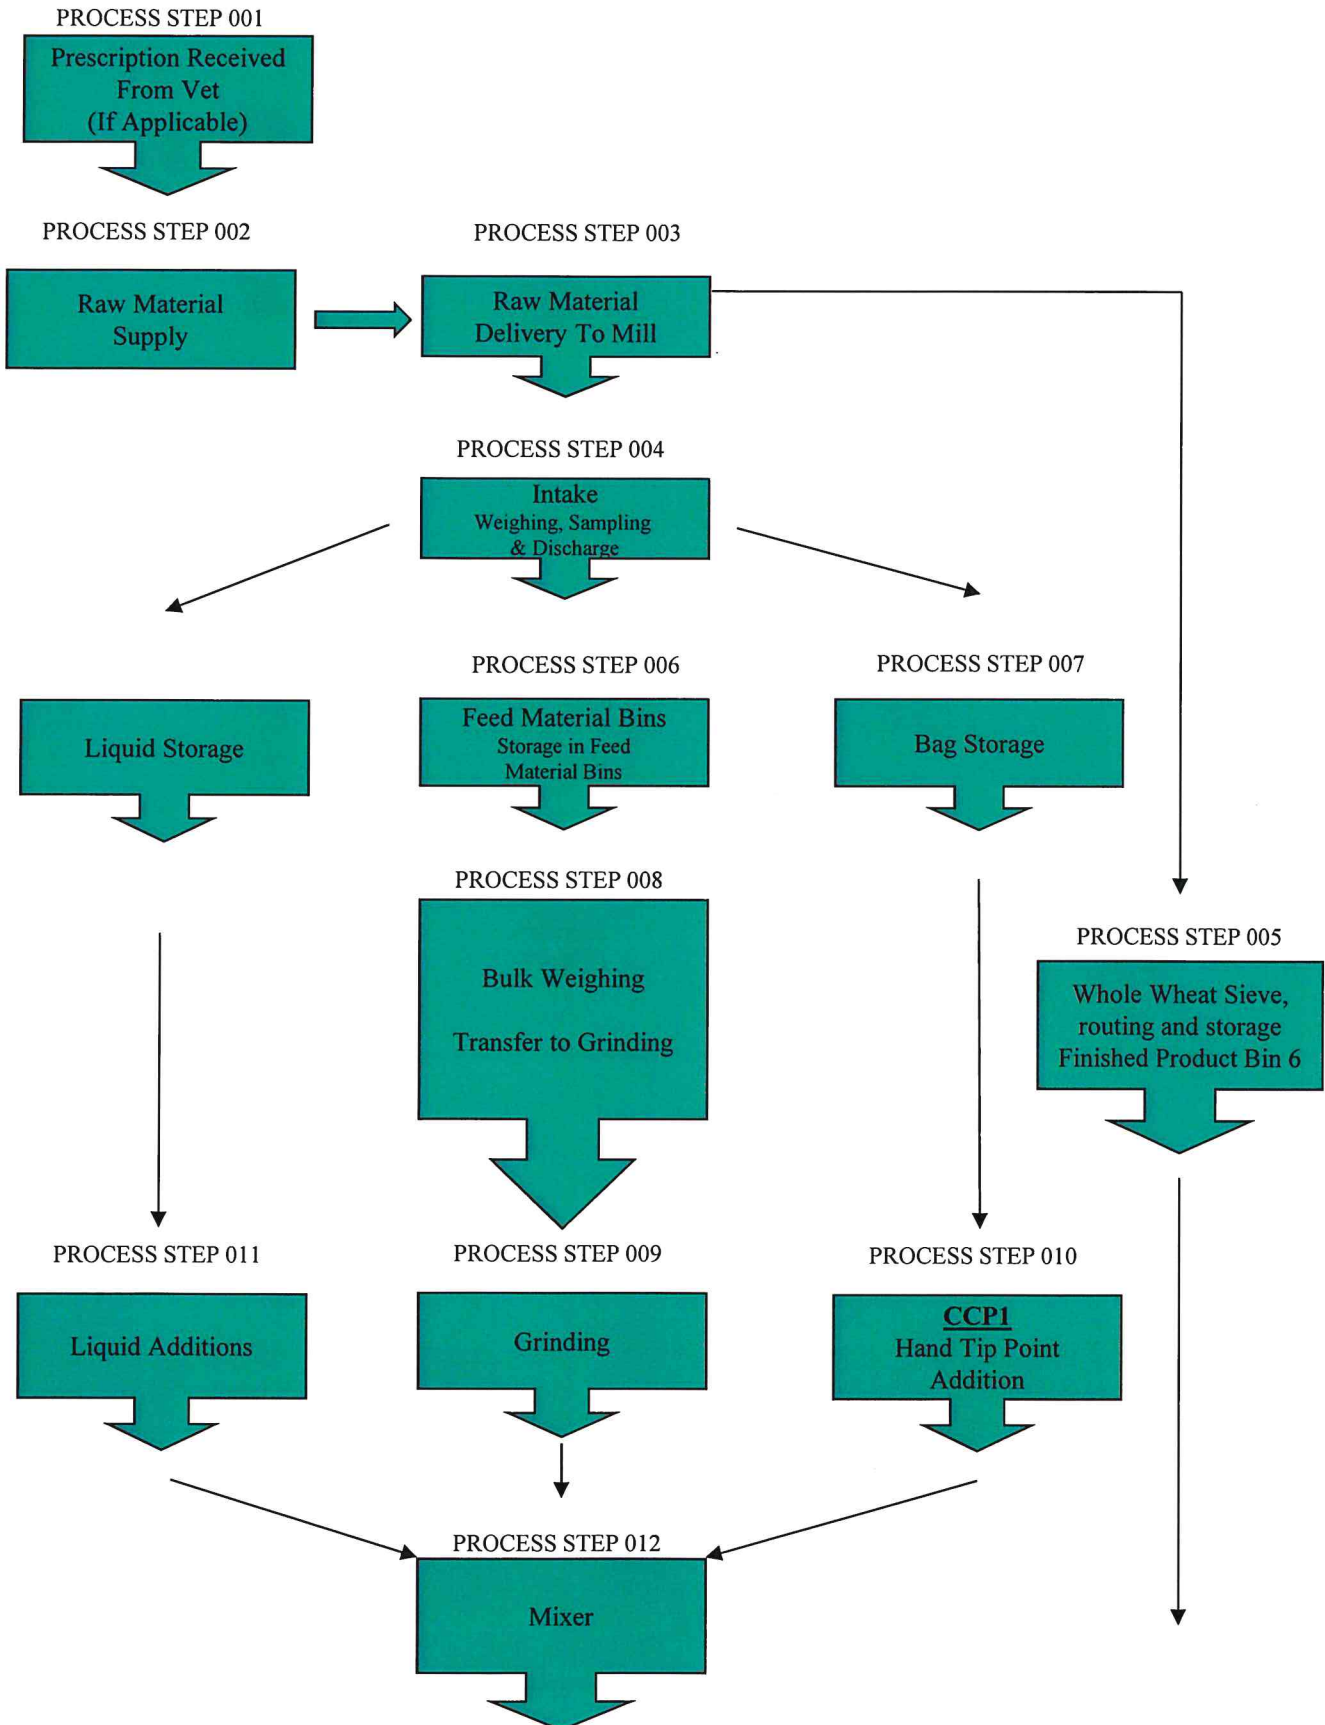 PROCESS STEP 001
Prescription Received
From Vet
(If Applicable)
PROCESS STEP 002
Raw Material
Supply
PROCESS STEP 003
Raw Material
Delivery To Mill
PROCESS STEP 004
Intake
Weighing, Sampling
& Discharge
Liquid Storage
PROCESS STEP 006
Feed Material Bins
Storage in Feed
Material Bins
PROCESS STEP 007
Bag Storage
PROCESS STEP 008
Bulk Weighing
Transfer to Grinding
PROCESS STEP 005
Whole Wheat Sieve,
routing and storage
Finished Product Bin 6
PROCESS STEP 011
Liquid Additions
PROCESS STEP 009
Grinding
PROCESS STEP 010
CCP1
Hand Tip Point
Addition
PROCESS STEP 012
Mixer